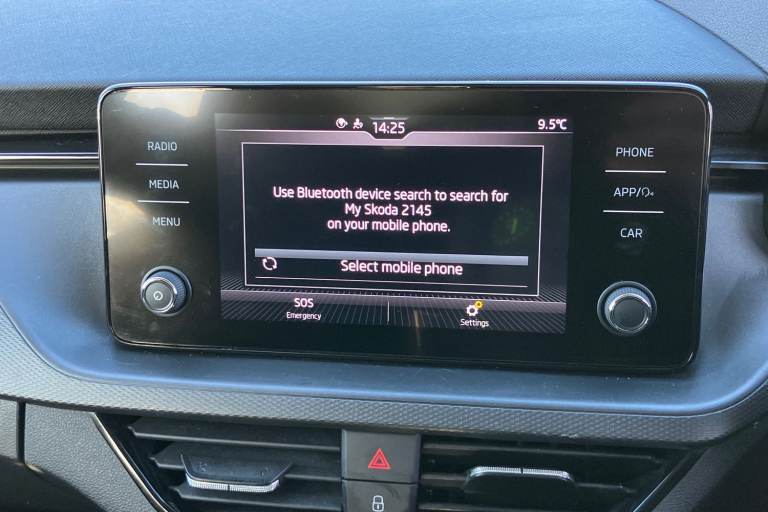 14:25
9.5°C
RADIO
MEDIA
MENU
Use Bluetooth device search to search for
My Skoda 2145
on your mobile phone.
Select mobile phone
SOS
Emergency
Settings
PHONE
APP/
CAR